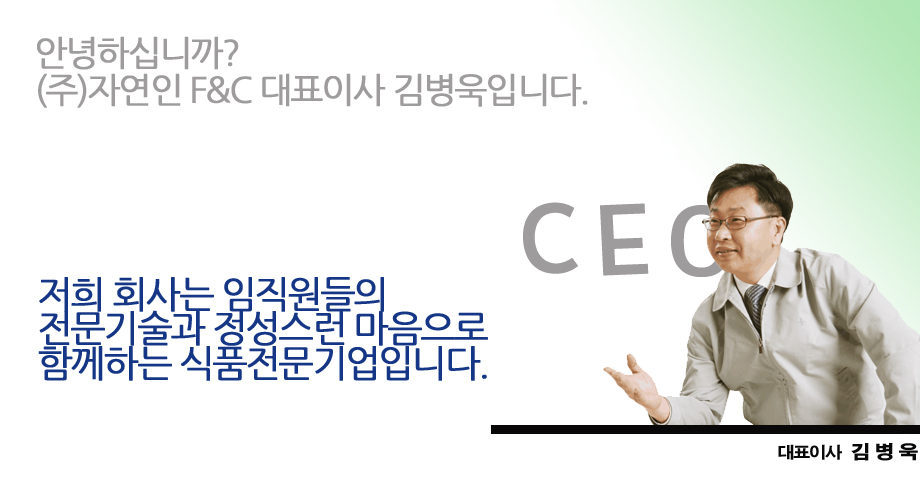 안녕하십니까?
(주)자연인 F&C 대표이사 김병욱입니다.
CEO
저희 회사는 임직원들의
전문기술과 정성스런 마음으로
함께하는 식품전문기업입니다.
대표이사 김병욱